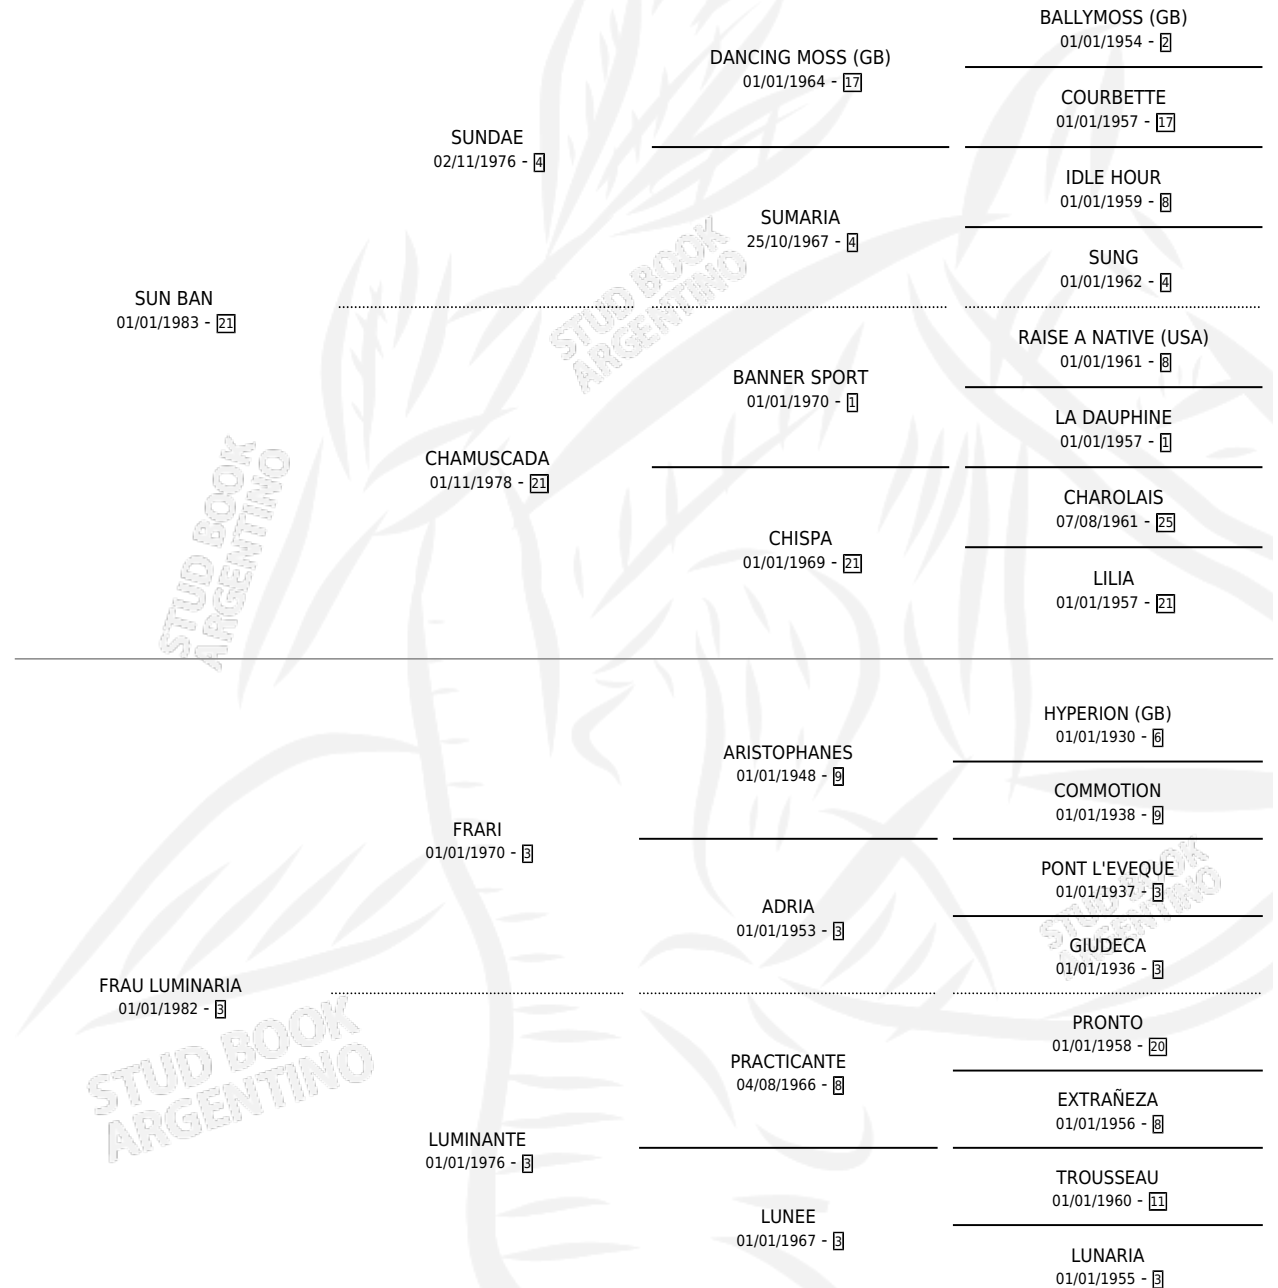 BALLYMOSS (GB)
01/01/1954 - 2
DANCING MOSS (GB)
01/01/1964 - 17
COURBETTE
01/01/1957 - 17
SUNDAE
02/11/1976 - 4
IDLE HOUR
01/01/1959 - 8
SUMARIA
25/10/1967 - 4
SUNG
01/01/1962 - 4
SUN BAN
01/01/1983 - 21
RAISE A NATIVE (USA)
01/01/1961 - 8
BANNER SPORT
01/01/1970 - 1
LA DAUPHINE
01/01/1957 - 1
CHAMUSCADA
01/11/1978 - 21
CHAROLAIS
07/08/1961 - 25
CHISPA
01/01/1969 - 21
LILIA
01/01/1957 - 21
HYPERION (GB)
01/01/1930 - 6
ARISTOPHANES
01/01/1948 - 9
COMMOTION
01/01/1938 - 9
FRARI
01/01/1970 - 3
PONT L'EVEQUE
01/01/1937 - 3
ADRIA
01/01/1953 - 3
GIUDECA
01/01/1936 - 3
FRAU LUMINARIA
01/01/1982 - 3
PRONTO
01/01/1958 - 20
PRACTICANTE
04/08/1966 - 8
EXTRAÑEZA
01/01/1956 - 8
LUMINANTE
01/01/1976 - 3
TROUSSEAU
01/01/1960 - 11
LUNEE
01/01/1967 - 3
LUNARIA
01/01/1955 - 3
STUD BOOK
ARGENTINO
STUD BOOK
ARGENTINO
STUD BOOK
ARGENTINO
STUD BOOK
ARGENTINO